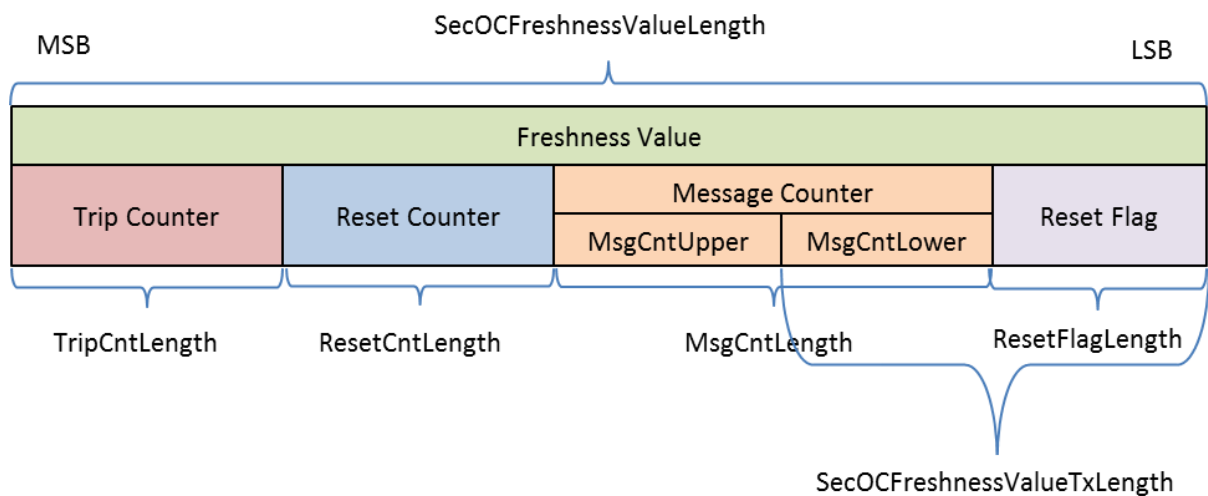 SecOCFreshnessValueLength
MSB
LSB
Freshness Value
Trip Counter
Reset Counter
Message Counter
Reset Flag
MsgCntUpper
MsgCntLower
TripCntLength
ResetCntLength
MsgCntLength
ResetFlagLength
SecOCFreshnessValueTxLength